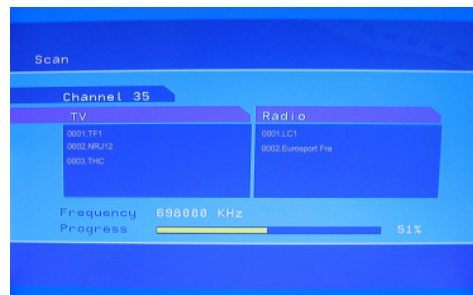 Scan
Channel 35
TV
Radio
0001.TF1
0002.NRJ12
0003.THC
0001.LC1
0002.Eurosport Fra
Frequency 698000 KHz
Progress 51%